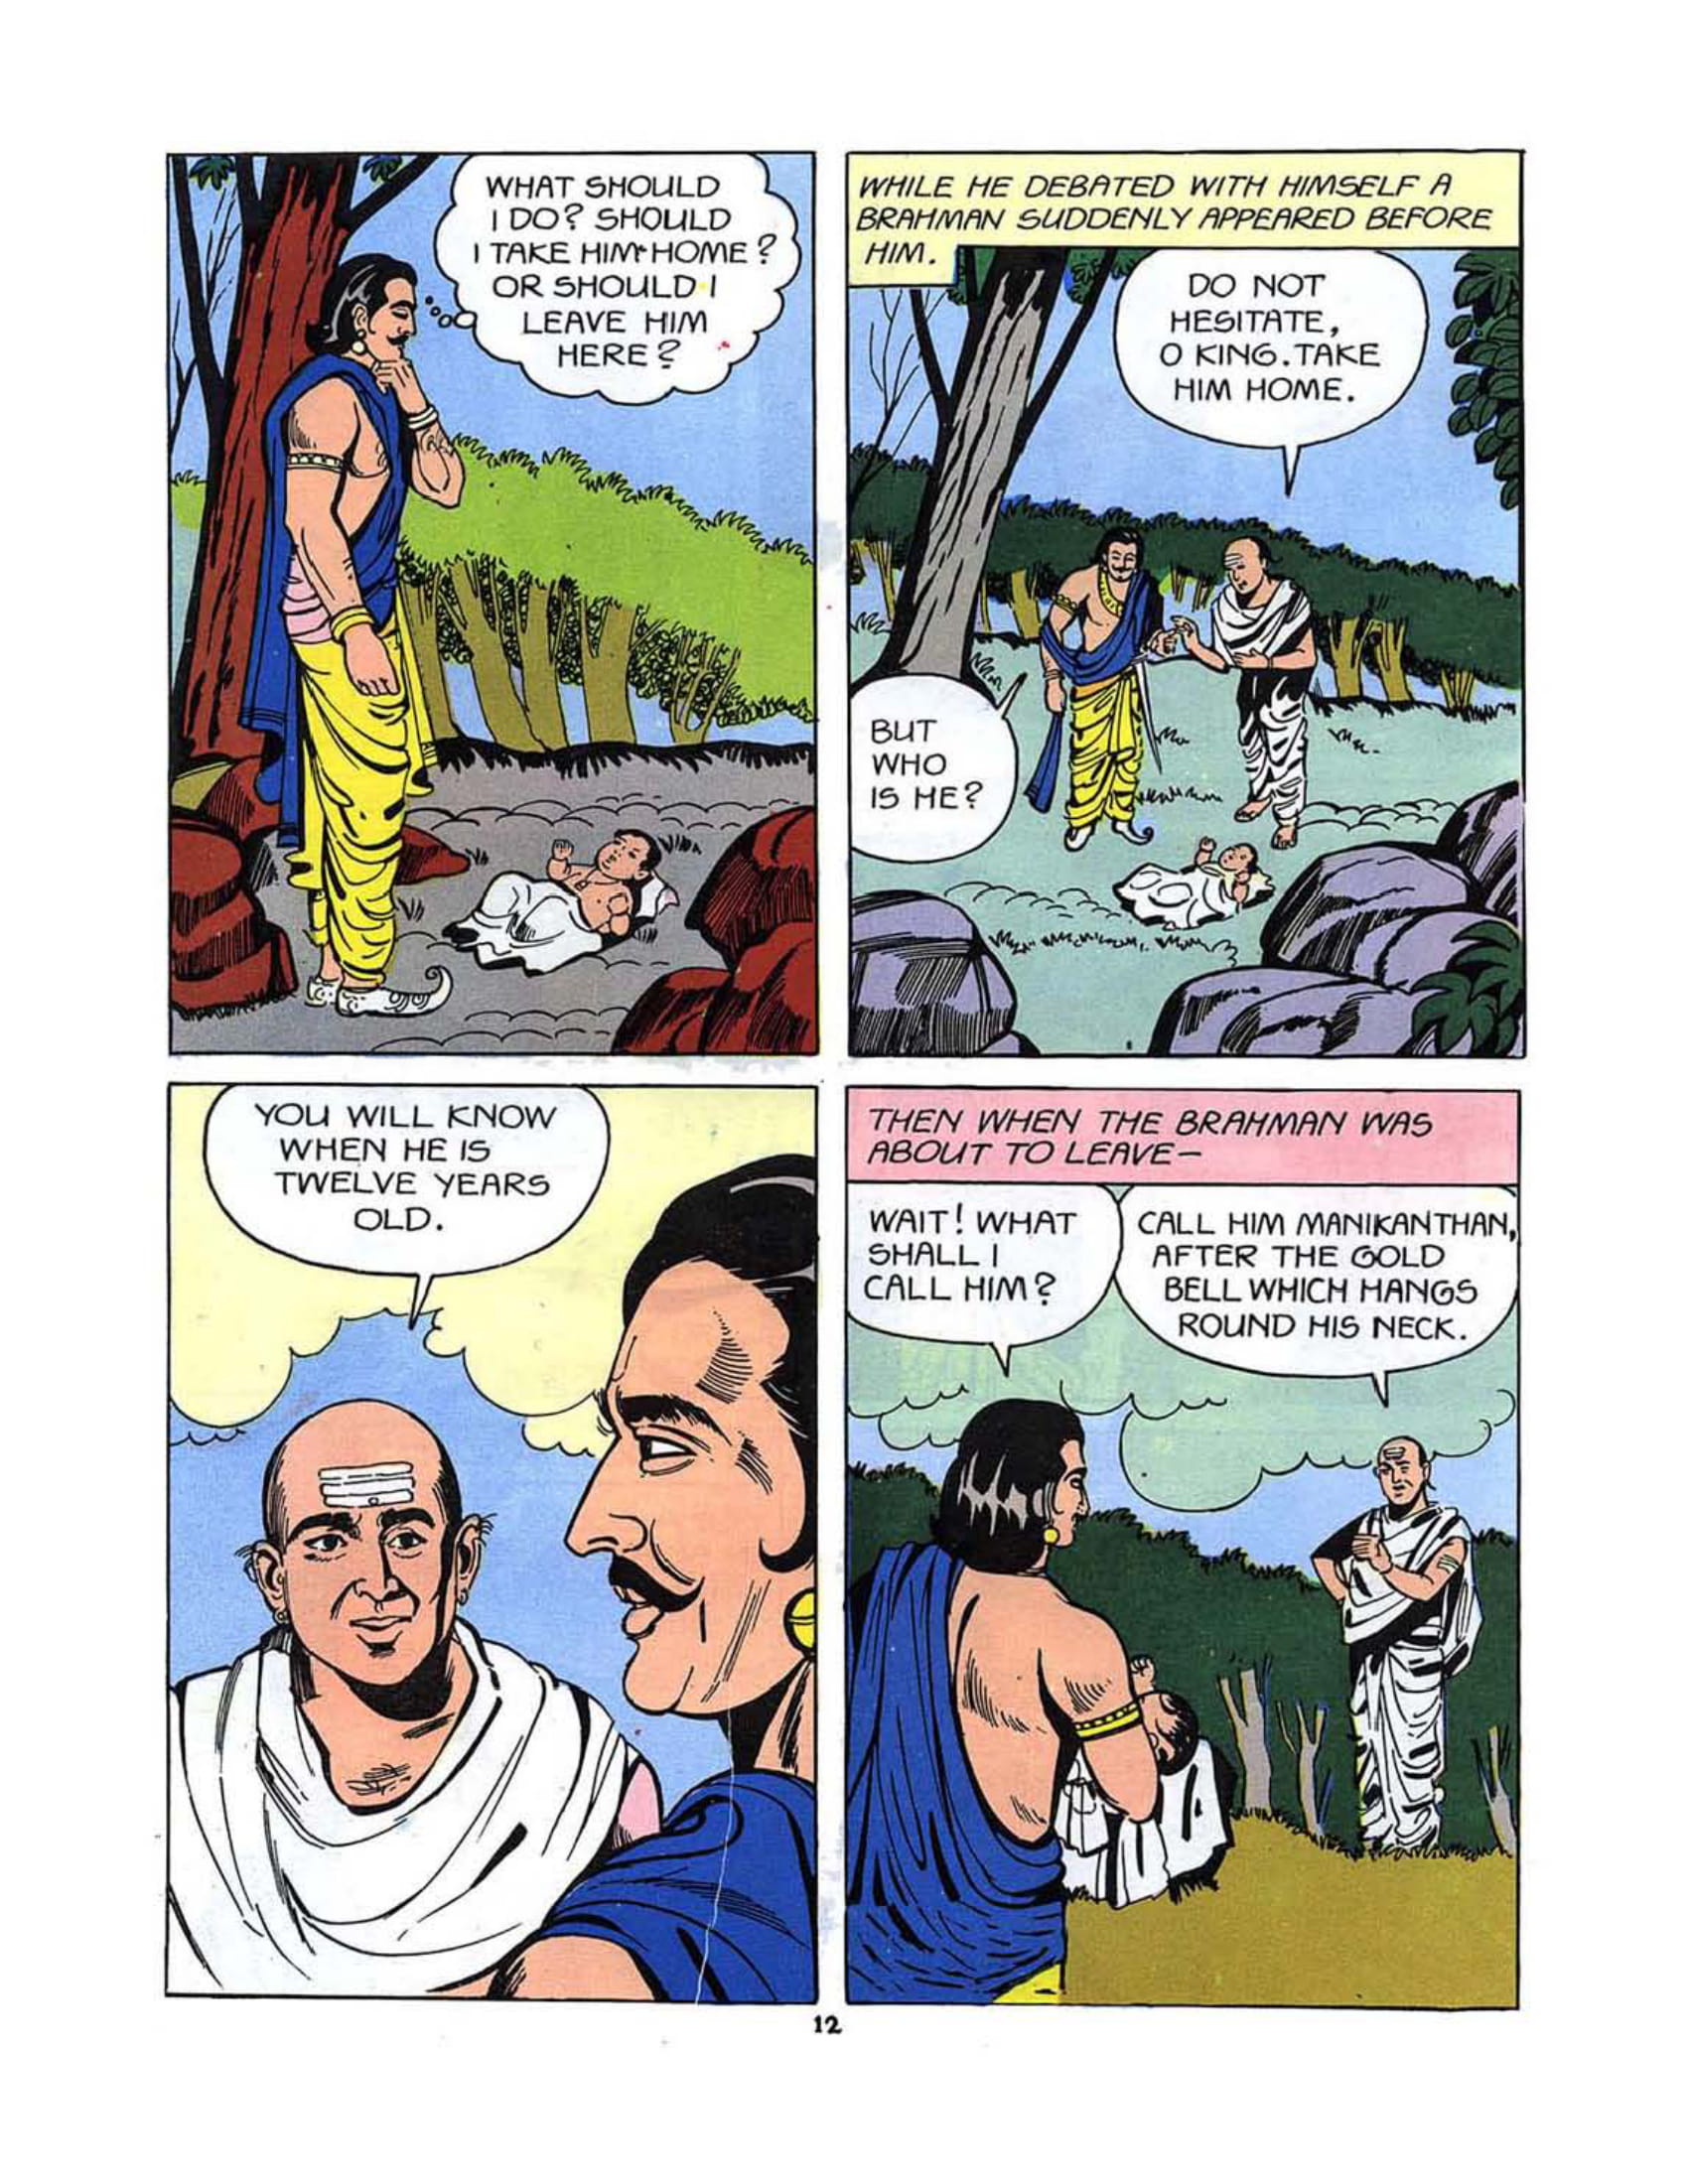 WHAT SHOULD
I DO? SHOULD
I TAKE HIM HOME?
OR SHOULD I
LEAVE HIM
HERE?
WHILE HE DEBATED WITH HIMSELF A
BRAHMAN SUDDENLY APPEARED BEFORE
HIM.
DO NOT
HESITATE,
O KING. TAKE
HIM HOME.
BUT
WHO
IS HE?
YOU WILL KNOW
WHEN HE IS
TWELVE YEARS
OLD.
THEN WHEN THE BRAHMAN WAS
ABOUT TO LEAVE—
WAIT! WHAT
SHALL I
CALL HIM?
CALL HIM MANIKANTHAN,
AFTER THE GOLD
BELL WHICH HANGS
ROUND HIS NECK.
12